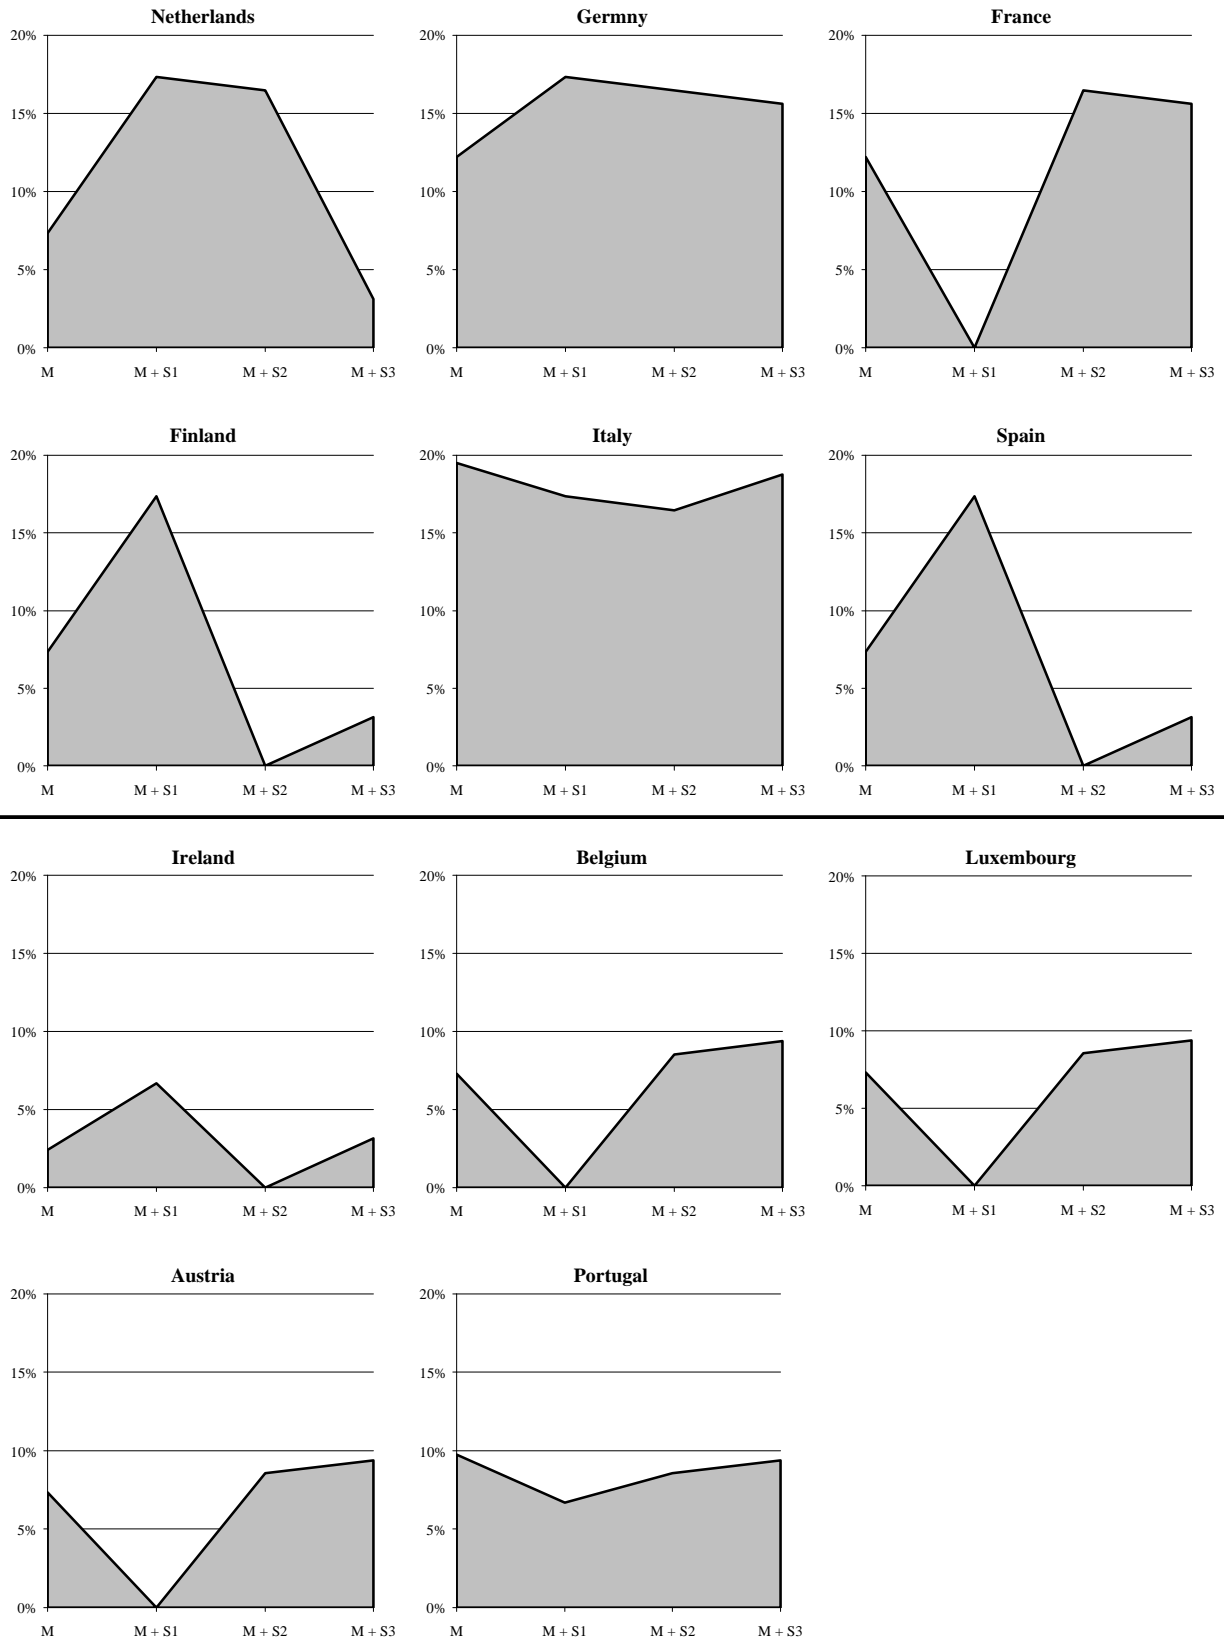 Netherlands
20%
15%
10%
5%
0%
M M + S1 M + S2 M + S3
Germny
20%
15%
10%
5%
0%
M M + S1 M + S2 M + S3
France
20%
15%
10%
5%
0%
M M + S1 M + S2 M + S3
Finland
20%
15%
10%
5%
0%
M M + S1 M + S2 M + S3
Italy
20%
15%
10%
5%
0%
M M + S1 M + S2 M + S3
Spain
20%
15%
10%
5%
0%
M M + S1 M + S2 M + S3
Ireland
20%
15%
10%
5%
0%
M M + S1 M + S2 M + S3
Belgium
20%
15%
10%
5%
0%
M M + S1 M + S2 M + S3
Luxembourg
20%
15%
10%
5%
0%
M M + S1 M + S2 M + S3
Austria
20%
15%
10%
5%
0%
M M + S1 M + S2 M + S3
Portugal
20%
15%
10%
5%
0%
M M + S1 M + S2 M + S3